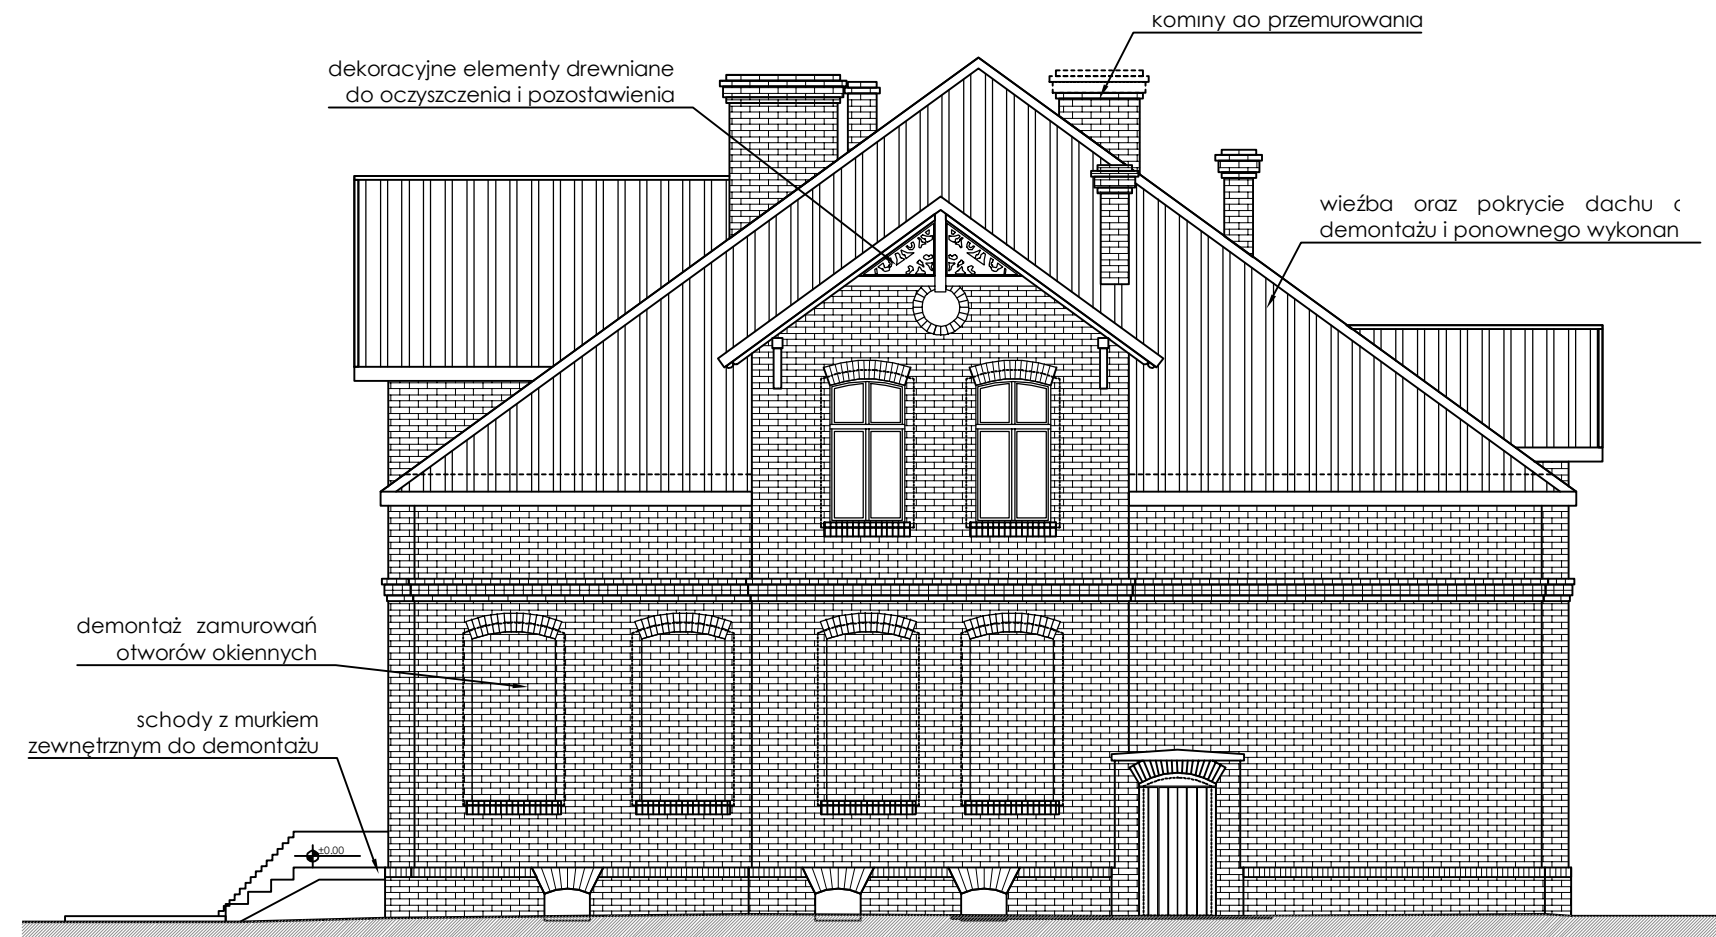 kominy do przemurowania
dekoracyjne elementy drewniane
do oczyszczenia i pozostawienia
wieźba oraz pokrycie dachu
demontażu i ponownego wykonan
demontaż zamurowań
otworów okiennych
schody z murkiem
zewnętrznym do demontażu
±0.00